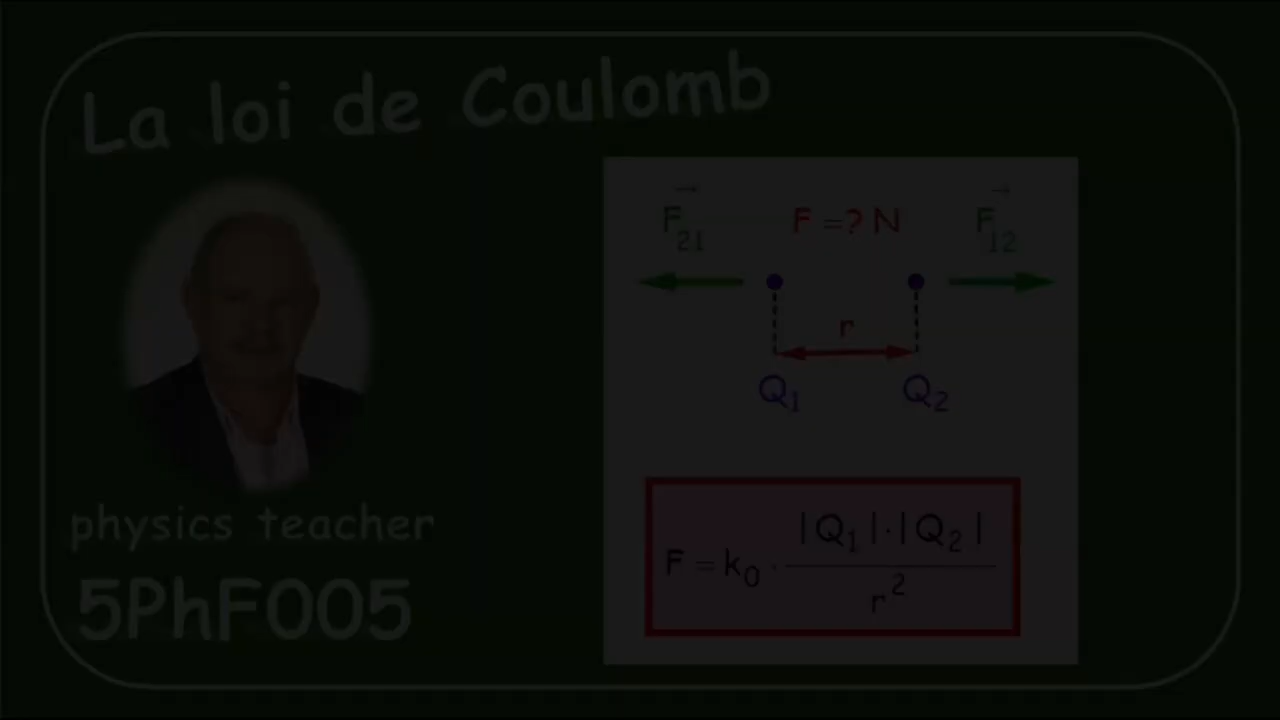 La loi de Coulomb
F21 F =? N F12
r
Q1 Q2
F = k0 · |Q1|·|Q2| / r²
physics teacher
5PhF005